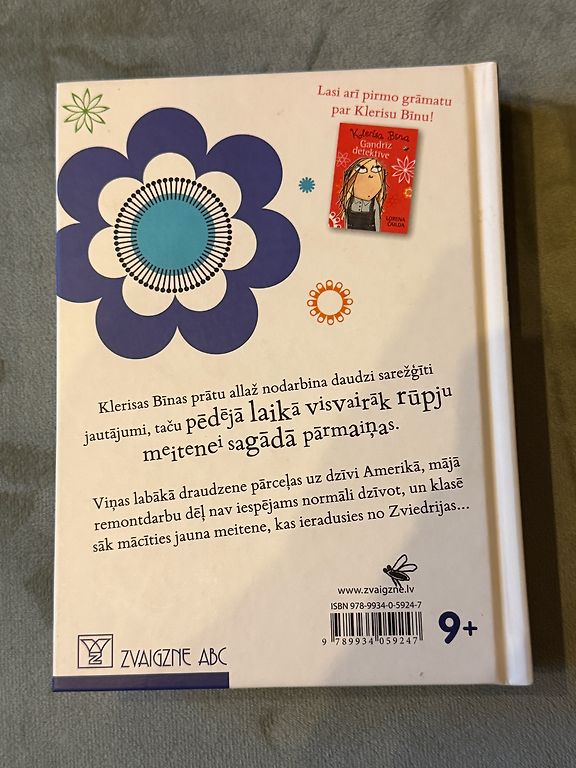 Lasi arī pirmo grāmatu
par Klerisu Bīnu!
Klerisa Bīna
Gandrīz
detektīve
LORENA
ČAILDA
Klerisas Bīnas prātu allaž nodarbina daudzi sarežģīti
jautājumi, taču pēdējā laikā visvairāk rūpju
meitenei sagādā pārmaiņas.
Viņas labākā draudzene pārceļas uz dzīvi Amerikā, mājā
remontdarbu dēļ nav iespējams normāli dzīvot, un klasē
sāk mācīties jauna meitene, kas ieradusies no Zviedrijas...
www.zvaigzne.lv
ISBN 978-9934-0-5924-7
9 789934 059247
9+
ZVAIGZNE ABC